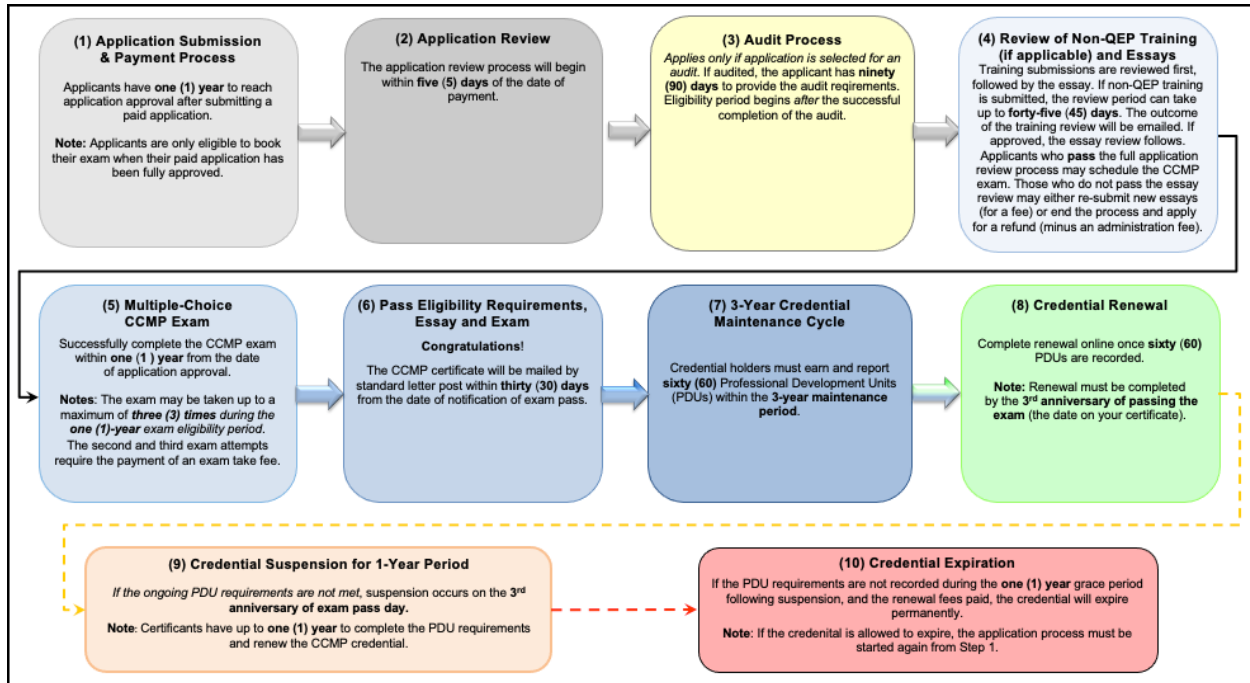 (1) Application Submission
& Payment Process
Applicants have one (1) year to reach
application approval after submitting a
paid application.
Note: Applicants are only eligible to book
their exam when their paid application has
been fully approved.
(2) Application Review
The application review process will begin
within five (5) days of the date of
payment.
(3) Audit Process
Applies only if application is selected for an
audit. If audited, the applicant has ninety
(90) days to provide the audit reqirements.
Eligibility period begins after the successful
completion of the audit.
(4) Review of Non-QEP Training
(if applicable) and Essays
Training submissions are reviewed first,
followed by the essay. If non-QEP training
is submitted, the review period can take
up to forty-five (45) days. The outcome
of the training review will be emailed. If
approved, the essay review follows.
Applicants who pass the full application
review process may schedule the CCMP
exam. Those who do not pass the essay
review may either re-submit new essays
(for a fee) or end the process and apply
for a refund (minus an administration fee).
(5) Multiple-Choice
CCMP Exam
Successfully complete the CCMP exam
within one (1 ) year from the date
of application approval.
Notes: The exam may be taken up to a
maximum of three (3) times during the
one (1)-year exam eligibility period.
The second and third exam attempts
require the payment of an exam take fee.
(6) Pass Eligibility Requirements,
Essay and Exam
Congratulations!
The CCMP certificate will be mailed by
standard letter post within thirty (30) days
from the date of notification of exam pass.
(7) 3-Year Credential
Maintenance Cycle
Credential holders must earn and report
sixty (60) Professional Development Units
(PDUs) within the 3-year maintenance
period.
(8) Credential Renewal
Complete renewal online once sixty (60)
PDUs are recorded.
Note: Renewal must be completed
by the 3rd anniversary of passing the
exam (the date on your certificate).
(9) Credential Suspension for 1-Year Period
If the ongoing PDU requirements are not met, suspension occurs on the 3rd
anniversary of exam pass day.
Note: Certificants have up to one (1) year to complete the PDU requirements
and renew the CCMP credential.
(10) Credential Expiration
If the PDU requirements are not recorded during the one (1) year grace period
following suspension, and the renewal fees paid, the credential will expire
permanently.
Note: If the credenital is allowed to expire, the application process must be
started again from Step 1.